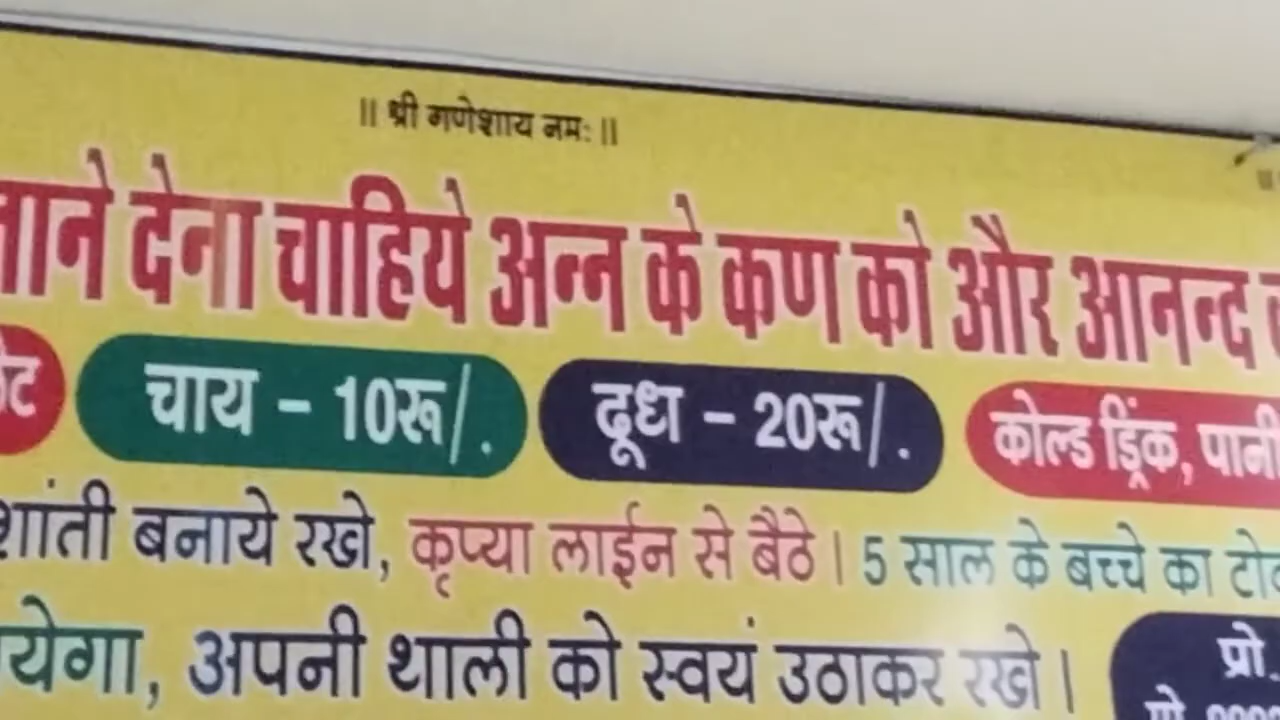 ॥ श्री गणेशाय नमः ॥
देना चाहिये अन्न के कण को और आनन्द
चाय - 10रू/. दूध - 20रू/. कोल्ड ड्रिंक, पानी
शांती बनाये रखे, कृप्या लाईन से बैठे । 5 साल के बच्चे का
अपनी थाली को स्वयं उठाकर रखे ।
प्रो.